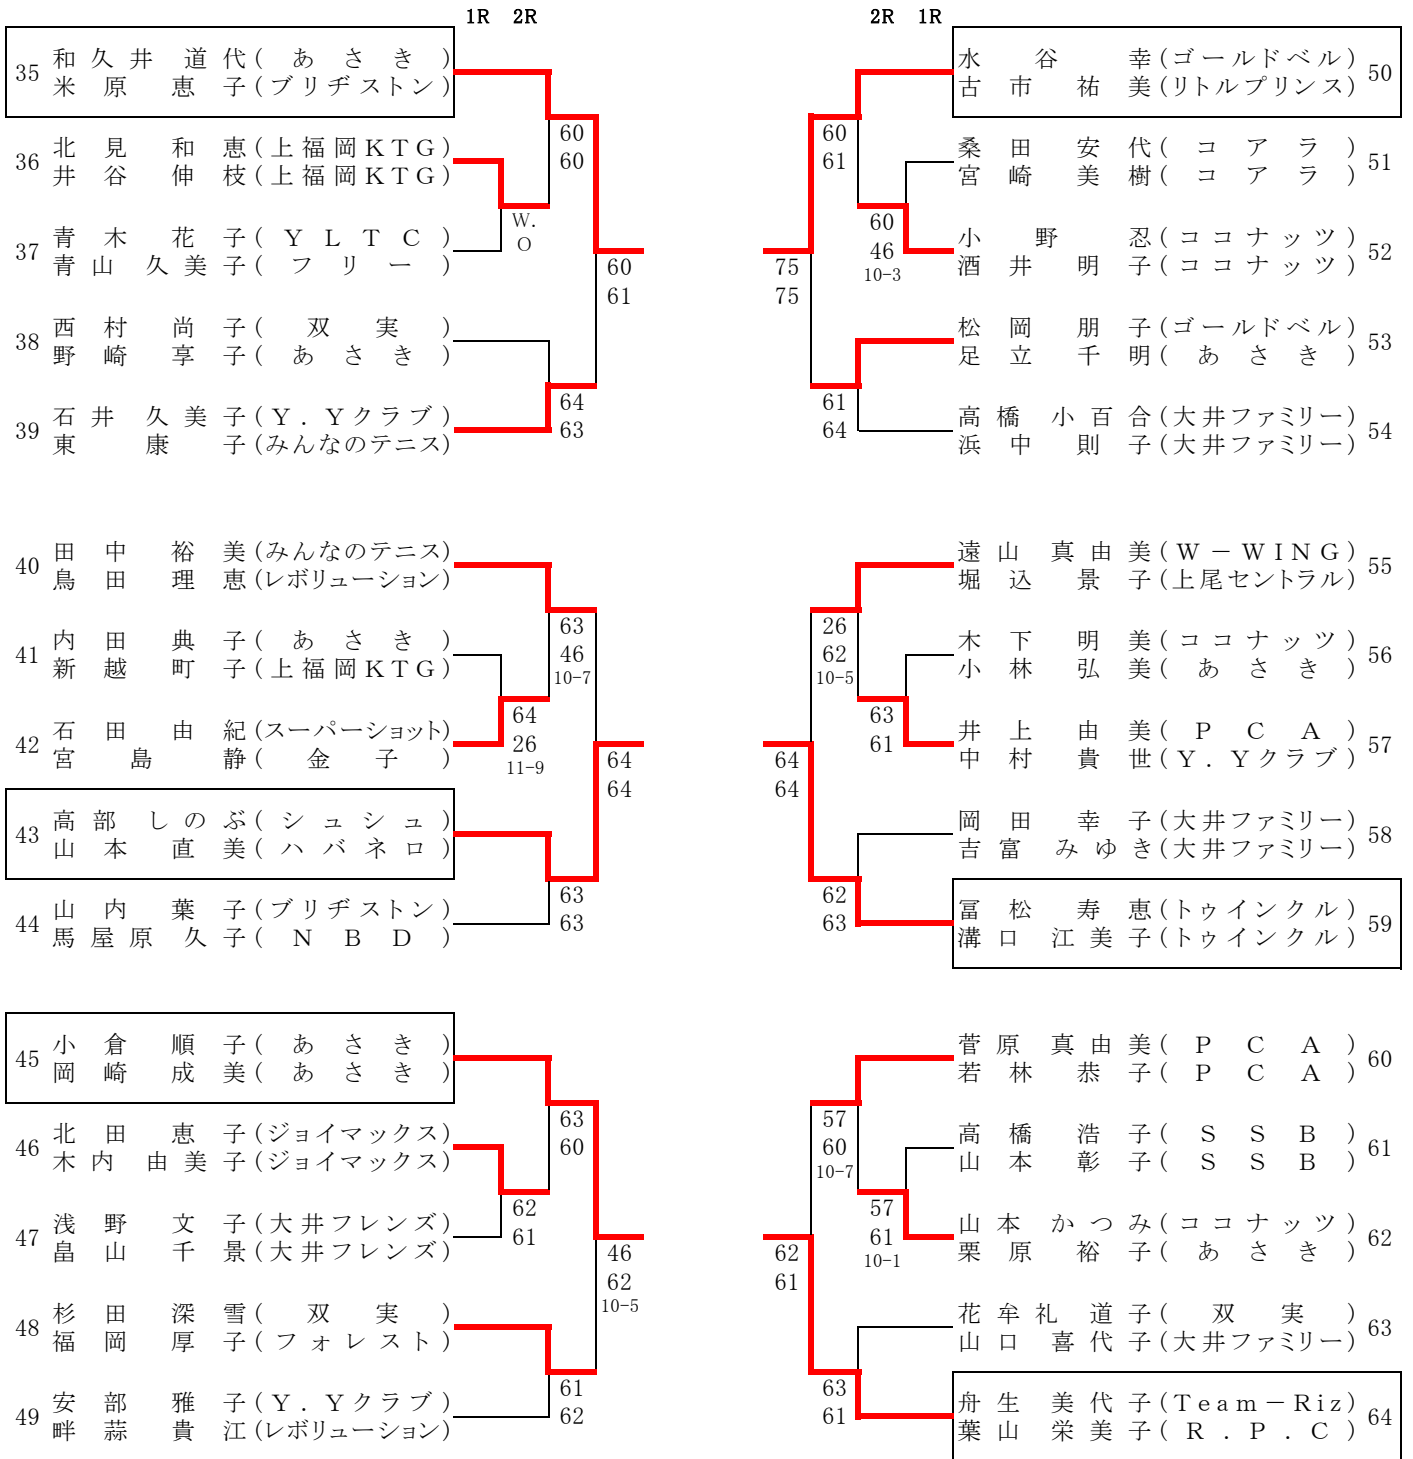 1R 2R
35 和久井 道代(あさき)
米原 恵子(ブリヂストン)
60
60
36 北見 和恵(上福岡KTG)
井谷 伸枝(上福岡KTG)
W.
O
37 青木 花子(YLTC)
青山 久美子(フリー)
60
61
38 西村 尚子(双実)
野崎 享子(あさき)
64
63
39 石井 久美子(Y.Yクラブ)
東 康子(みんなのテニス)
40 田中 裕美(みんなのテニス)
鳥田 理恵(レボリューション)
63
46
10-7
41 内田 典子(あさき)
新越 町子(上福岡KTG)
64
26
11-9
42 石田 由紀(スーパーショット)
宮島 静(金子)
64
64
43 高部 しのぶ(シュシュ)
山本 直美(ハバネロ)
63
63
44 山内 葉子(ブリヂストン)
馬屋原 久子(NBD)
45 小倉 順子(あさき)
岡崎 成美(あさき)
63
60
46 北田 恵子(ジョイマックス)
木内 由美子(ジョイマックス)
62
61
47 浅野 文子(大井フレンズ)
畠山 千景(大井フレンズ)
46
62
10-5
48 杉田 深雪(双実)
福岡 厚子(フォレスト)
61
62
49 安部 雅子(Y.Yクラブ)
畔蒜 貴江(レボリューション)
2R 1R
水谷 幸(ゴールドベル) 50
古市 祐美(リトルプリンス)
60
61
桑田 安代(コアラ) 51
宮崎 美樹(コアラ)
60
46
10-3
小野 忍(ココナッツ) 52
酒井 明子(ココナッツ)
75
75
松岡 朋子(ゴールドベル) 53
足立 千明(あさき)
61
64
高橋 小百合(大井ファミリー) 54
浜中 則子(大井ファミリー)
遠山 真由美(W-WING) 55
堀込 景子(上尾セントラル)
26
62
10-5
木下 明美(ココナッツ) 56
小林 弘美(あさき)
63
61
井上 由美(PCA) 57
中村 貴世(Y.Yクラブ)
64
64
岡田 幸子(大井ファミリー) 58
吉富 みゆき(大井ファミリー)
62
63
冨松 寿恵(トゥインクル) 59
溝口 江美子(トゥインクル)
菅原 真由美(PCA) 60
若林 恭子(PCA)
57
60
10-7
高橋 浩子(SSB) 61
山本 彰子(SSB)
57
61
10-1
山本 かつみ(ココナッツ) 62
栗原 裕子(あさき)
62
61
花牟礼 道子(双実) 63
山口 喜代子(大井ファミリー)
63
61
舟生 美代子(Team-Riz) 64
葉山 栄美子(R.P.C)